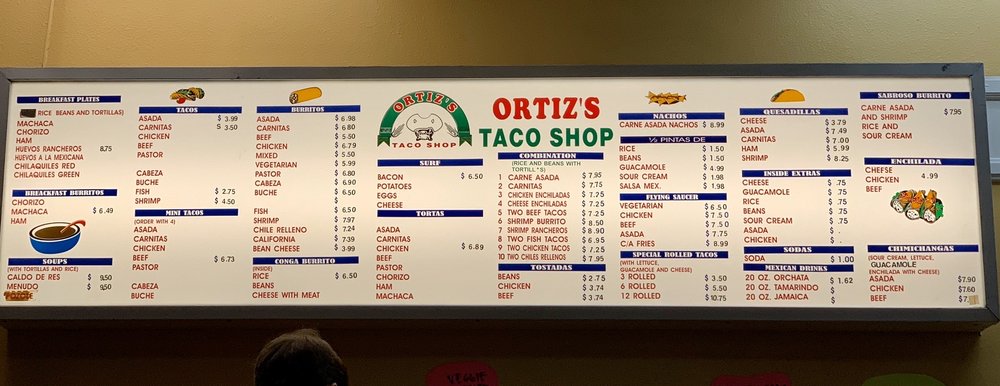 BREAKFAST PLATES
RICE BEANS AND TORTILLAS)
MACHACA
CHORIZO
HAM
HUEVOS RANCHEROS 8.75
HUEVOS A LA MEXICANA
CHILAQUILES RED
CHILAQUILES GREEN
BREAKFAST BURRITOS
CHORIZO
MACHACA $ 6.49
HAM
SOUPS
(WITH TORTILLAS AND RICE)
CALDO DE RES $ 9.50
MENUDO $ 9.50
POZOLE
TACOS
ASADA $ 3.99
CARNITAS $ 3.50
CHICKEN
BEEF
PASTOR
CABEZA
BUCHE
FISH $ 2.75
SHRIMP $ 4.50
MINI TACOS
(ORDER WITH 4)
ASADA
CARNITAS
CHICKEN
BEEF $ 6.73
PASTOR
CABEZA
BUCHE
BURRITOS
ASADA $ 6.98
CARNITAS $ 6.80
BEEF $ 5.50
CHICKEN $ 6.79
MIXED $ 5.50
VEGETARIAN $ 5.99
PASTOR $ 6.80
CABEZA $ 6.90
BUCHE $ 6.50
$
FISH $ 6.50
SHRIMP $ 7.97
CHILE RELLENO $ 7.24
CALIFORNIA $ 7.39
BEAN CHEESE $ 3.99
CONGA BURRITO
(INSIDE)
RICE $ 6.50
BEANS
CHEESE WITH MEAT
ORTIZ'S
TACO SHOP
ORTIZ'S
TACO SHOP
SURF
BACON $ 6.50
POTATOES
EGGS
CHEESE
TORTAS
ASADA
CARNITAS
CHICKEN $ 6.89
BEEF
PASTOR
CHORIZO
HAM
MACHACA
COMBINATION
(RICE AND BEANS WITH
TORTILL "S)
1 CARNE ASADA $ 7.95
2 CARNITAS $ 7.75
3 CHICKEN ENCHILADAS $ 7.25
4 CHEESE ENCHILADAS $ 7.25
5 TWO BEEF TACOS $ 7.25
6 SHRIMP BURRITO $ 8.50
7 SHRIMP RANCHEROS $ 8.90
8 TWO FISH TACOS $ 6.95
9 TWO CHICKEN TACOS $ 7.25
10 TWO CHILES RELLENOS $ 7.95
TOSTADAS
BEANS $ 2.75
CHICKEN $ 3.74
BEEF $ 3.74
NACHOS
CARNE ASADA NACHOS $ 8.99
½ PINTAS DE
RICE $ 1.50
BEANS $ 1.50
GUACAMOLE $ 4.99
SOUR CREAM $ 1.98
SALSA MEX. $ 1.98
FLYING SAUCER
VEGETARIAN $ 6.50
CHICKEN $ 7.50
BEEF $ 7.50
ASADA $ 7.75
C/A FRIES $ 8.99
SPECIAL ROLLED TACOS
(WITH LETTUCE,
GUACAMOLE AND CHEESE)
3 ROLLED $ 3.50
6 ROLLED $ 5.50
12 ROLLED $10.75
QUESADILLAS
CHEESE $ 3.79
ASADA $ 7.49
CARNITAS $ 7.00
HAM $ 5.99
SHRIMP $ 8.25
INSIDE EXTRAS
CHEESE $ .75
GUACAMOLE $ .75
RICE $ .75
BEANS $ .75
SOUR CREAM $ .75
ASADA $ .
CHICKEN $ .
SODAS
SODA $ 1.00
MEXICAN DRINKS
20 OZ. ORCHATA $ 1.62
20 OZ. TAMARINDO $
20 OZ. JAMAICA $
SABROSO BURRITO
CARNE ASADA $7.95
AND SHRIMP
RICE AND
SOUR CREAM
ENCHILADA
CHEFSE
CHICKEN 4.99
BEEF
CHIMICHANGAS
(SOUR CREAM, LETTUCE,
GUACAMOLE
ENCHILADA WITH CHEESE)
ASADA $7.90
CHICKEN $7.60
BEEF
VEGGIE